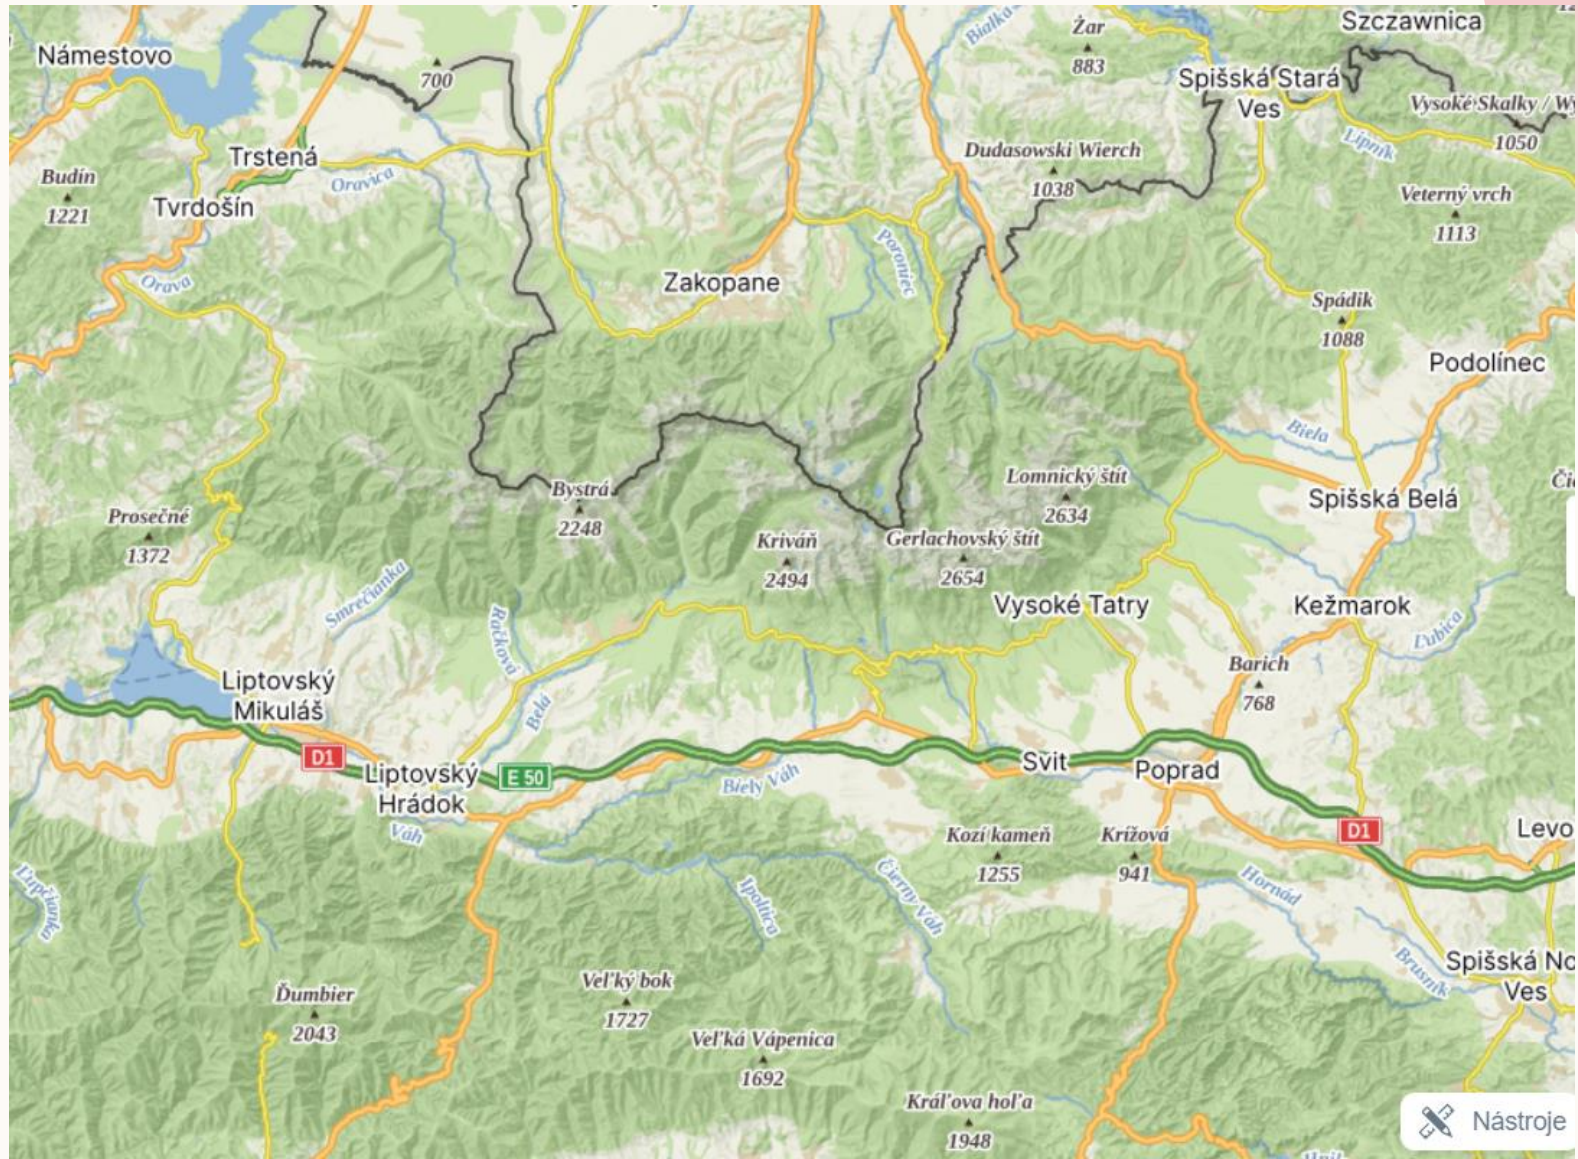 Szczawnica
Námestovo
Żar
883
Białka
700
Spišská Stará
Ves
Vysoké Skalky / Wy
1050
Lipník
Trstená
Oravica
Dudasowski Wierch
1038
Budín
1221
Tvrdošín
Veterný vrch
1113
Poroniec
Orava
Zakopane
Spádik
1088
Podolínec
Biela
Bystrá
2248
Lomnický štít
2634
Spišská Belá
Prosečné
1372
Kriváň
2494
Gerlachovský štít
2654
Smrečianka
Račková
Vysoké Tatry
Kežmarok
Ľubica
Liptovský
Mikuláš
Belá
Barich
768
D1
Liptovský
Hrádok
E 50
Biely Váh
Svit
Poprad
Váh
Kozí kameň
1255
Krížová
941
D1
Levo
Ľupčianka
Ipoltica
Čierny Váh
Hornád
Brusník
Spišská No
Ves
Ďumbier
2043
Veľký bok
1727
Veľká Vápenica
1692
Kráľova hoľa
1948
Nástroje